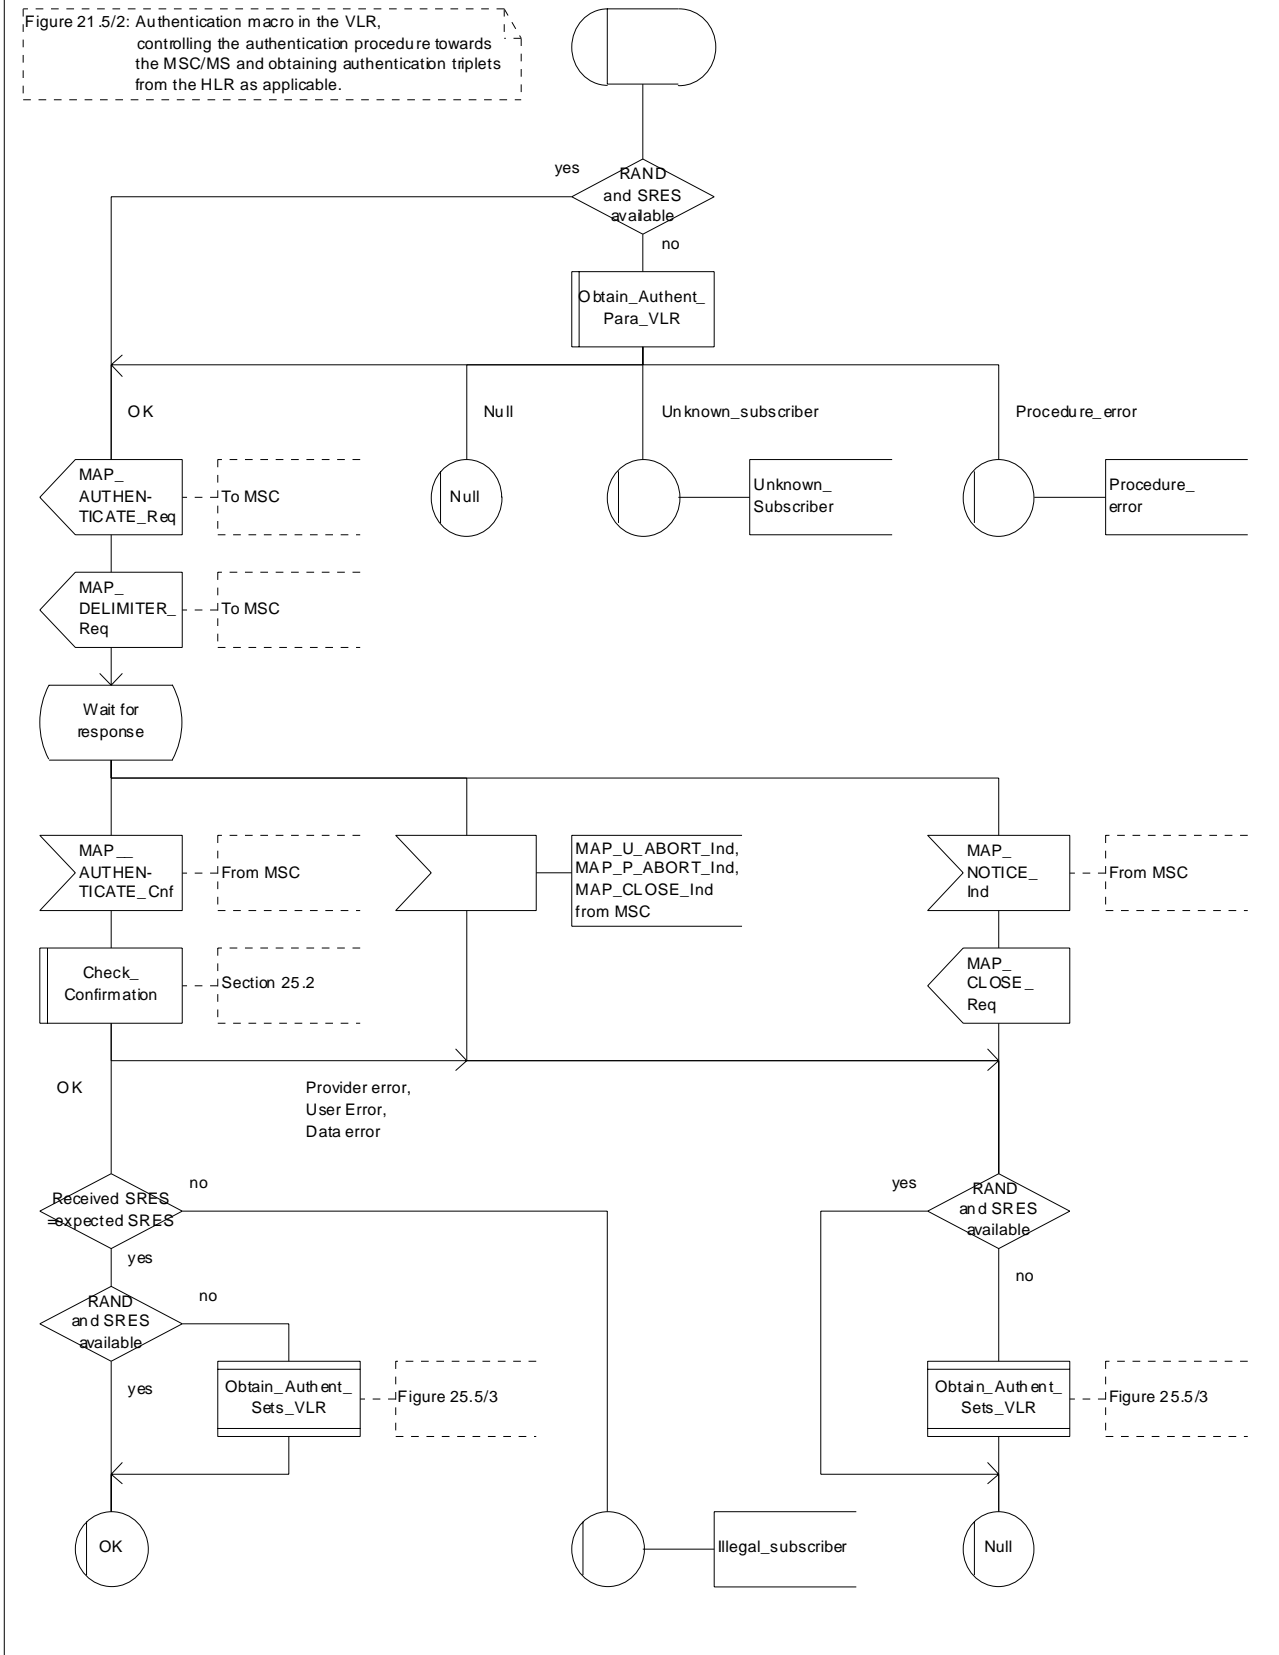 Figure 21.5/2: Authentication macro in the VLR,
controlling the authentication procedure towards
the MSC/MS and obtaining authentication triplets
from the HLR as applicable.
yes
RAND
and SRES
available
no
Obtain_Authent_
Para_VLR
OK
Null
Unknown_subscriber
Procedure_error
MAP_
AUTHEN-
TICATE_Req
To MSC
Null
Unknown_
Subscriber
Procedure_
error
MAP_
DELIMITER_
Req
To MSC
Wait for
response
MAP__
AUTHEN-
TICATE_Cnf
From MSC
MAP_U_ABORT_Ind,
MAP_P_ABORT_Ind,
MAP_CLOSE_Ind
from MSC
MAP_
NOTICE_
Ind
From MSC
Check_
Confirmation
Section 25.2
MAP_
CLOSE_
Req
OK
Provider error,
User Error,
Data error
Received SRES
=expected SRES
no
yes
yes
RAND
and SRES
available
no
RAND
and SRES
available
no
yes
Obtain_Authent_
Sets_VLR
Figure 25.5/3
Obtain_Authent_
Sets_VLR
Figure 25.5/3
OK
Illegal_subscriber
Null